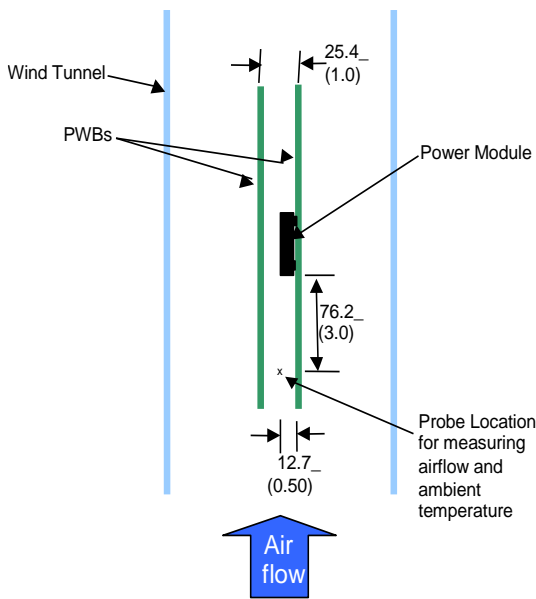 25.4_
(1.0)
Wind Tunnel
PWBs
Power Module
76.2_
(3.0)
x
Probe Location
for measuring
airflow and
ambient
temperature
12.7_
(0.50)
Air
flow